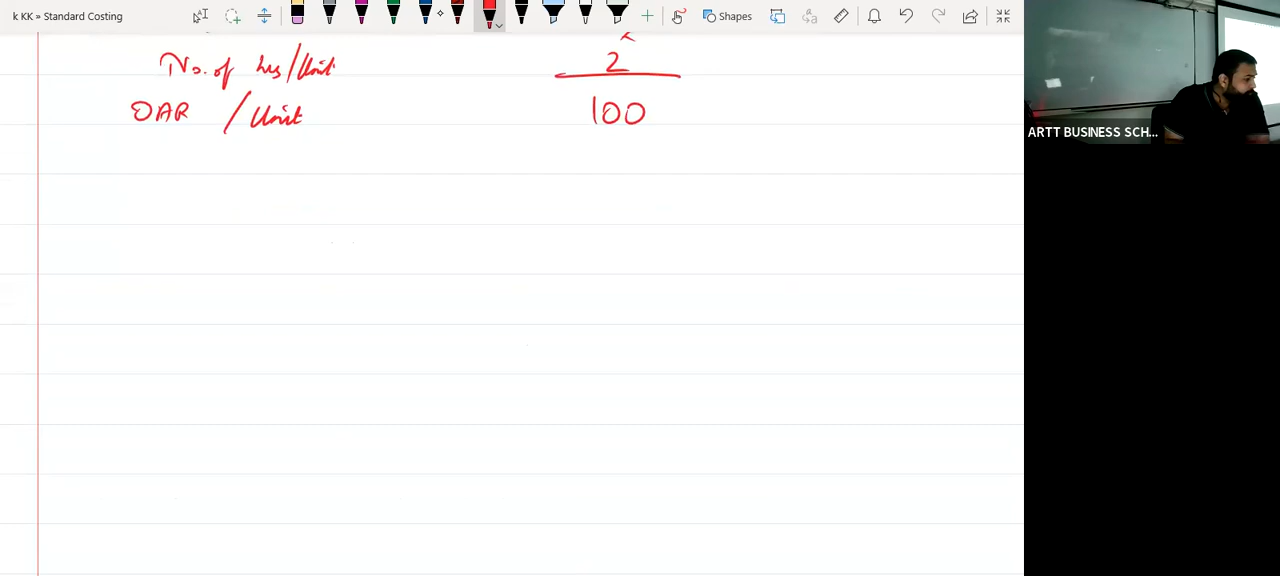 k KK » Standard Costing
Shapes
x
No. of hrs/Unit 2
OAR /Unit 100
ARTT BUSINESS SCH...